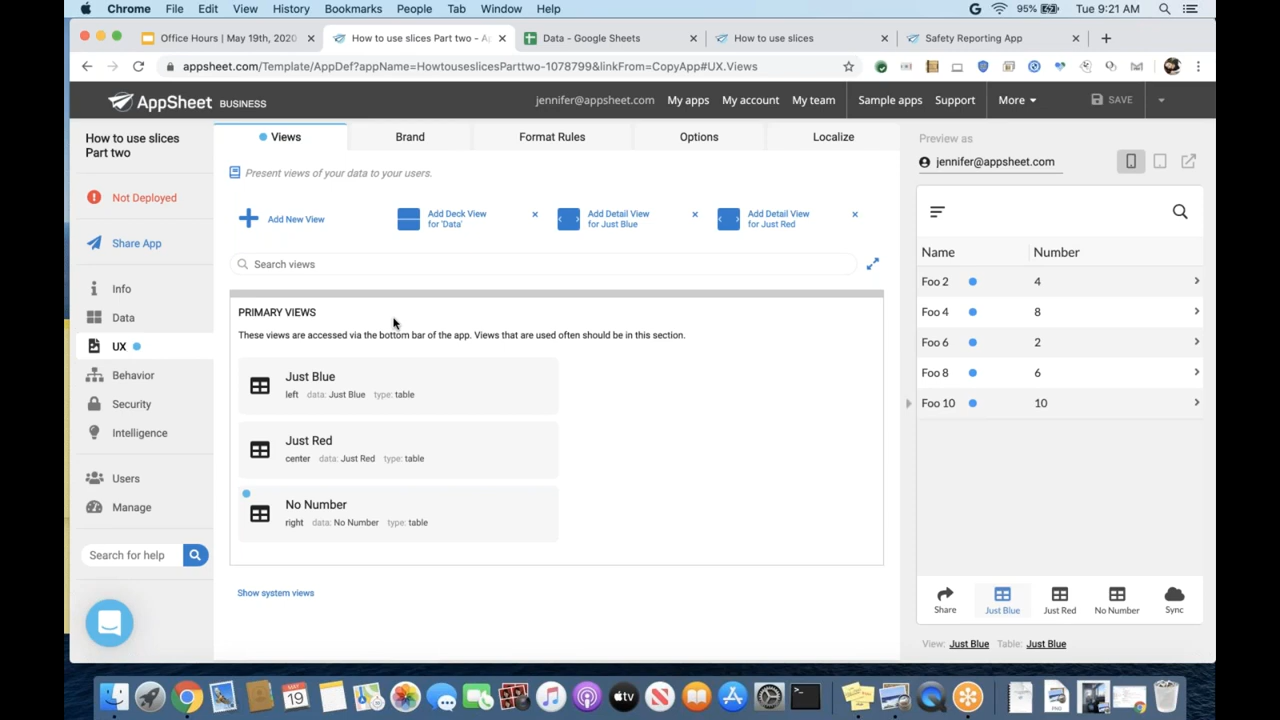 Chrome File Edit View History Bookmarks People Tab Window Help 95% Tue 9:21 AM
Office Hours | May 19th, 2020 How to use slices Part two – A Data - Google Sheets How to use slices Safety Reporting App
appsheet.com/Template/AppDef?appName=HowtouseslicesParttwo-1078799&linkFrom=CopyApp#UX.Views
AppSheet BUSINESS jennifer@appsheet.com My apps My account My team Sample apps Support More SAVE
How to use slices
Part two
Not Deployed
Share App
Info
Data
UX
Behavior
Security
Intelligence
Users
Manage
Search for help
Views Brand Format Rules Options Localize
Present views of your data to your users.
Add New View
Add Deck View
for 'Data'
Add Detail View
for Just Blue
Add Detail View
for Just Red
Search views
PRIMARY VIEWS
These views are accessed via the bottom bar of the app. Views that are used often should be in this section.
Just Blue
left data: Just Blue type: table
Just Red
center data: Just Red type: table
No Number
right data: No Number type: table
Show system views
Preview as
jennifer@appsheet.com
Name Number
Foo 2 4
Foo 4 8
Foo 6 2
Foo 8 6
Foo 10 10
Share Just Blue Just Red No Number Sync
View: Just Blue Table: Just Blue
MAY
19
tv